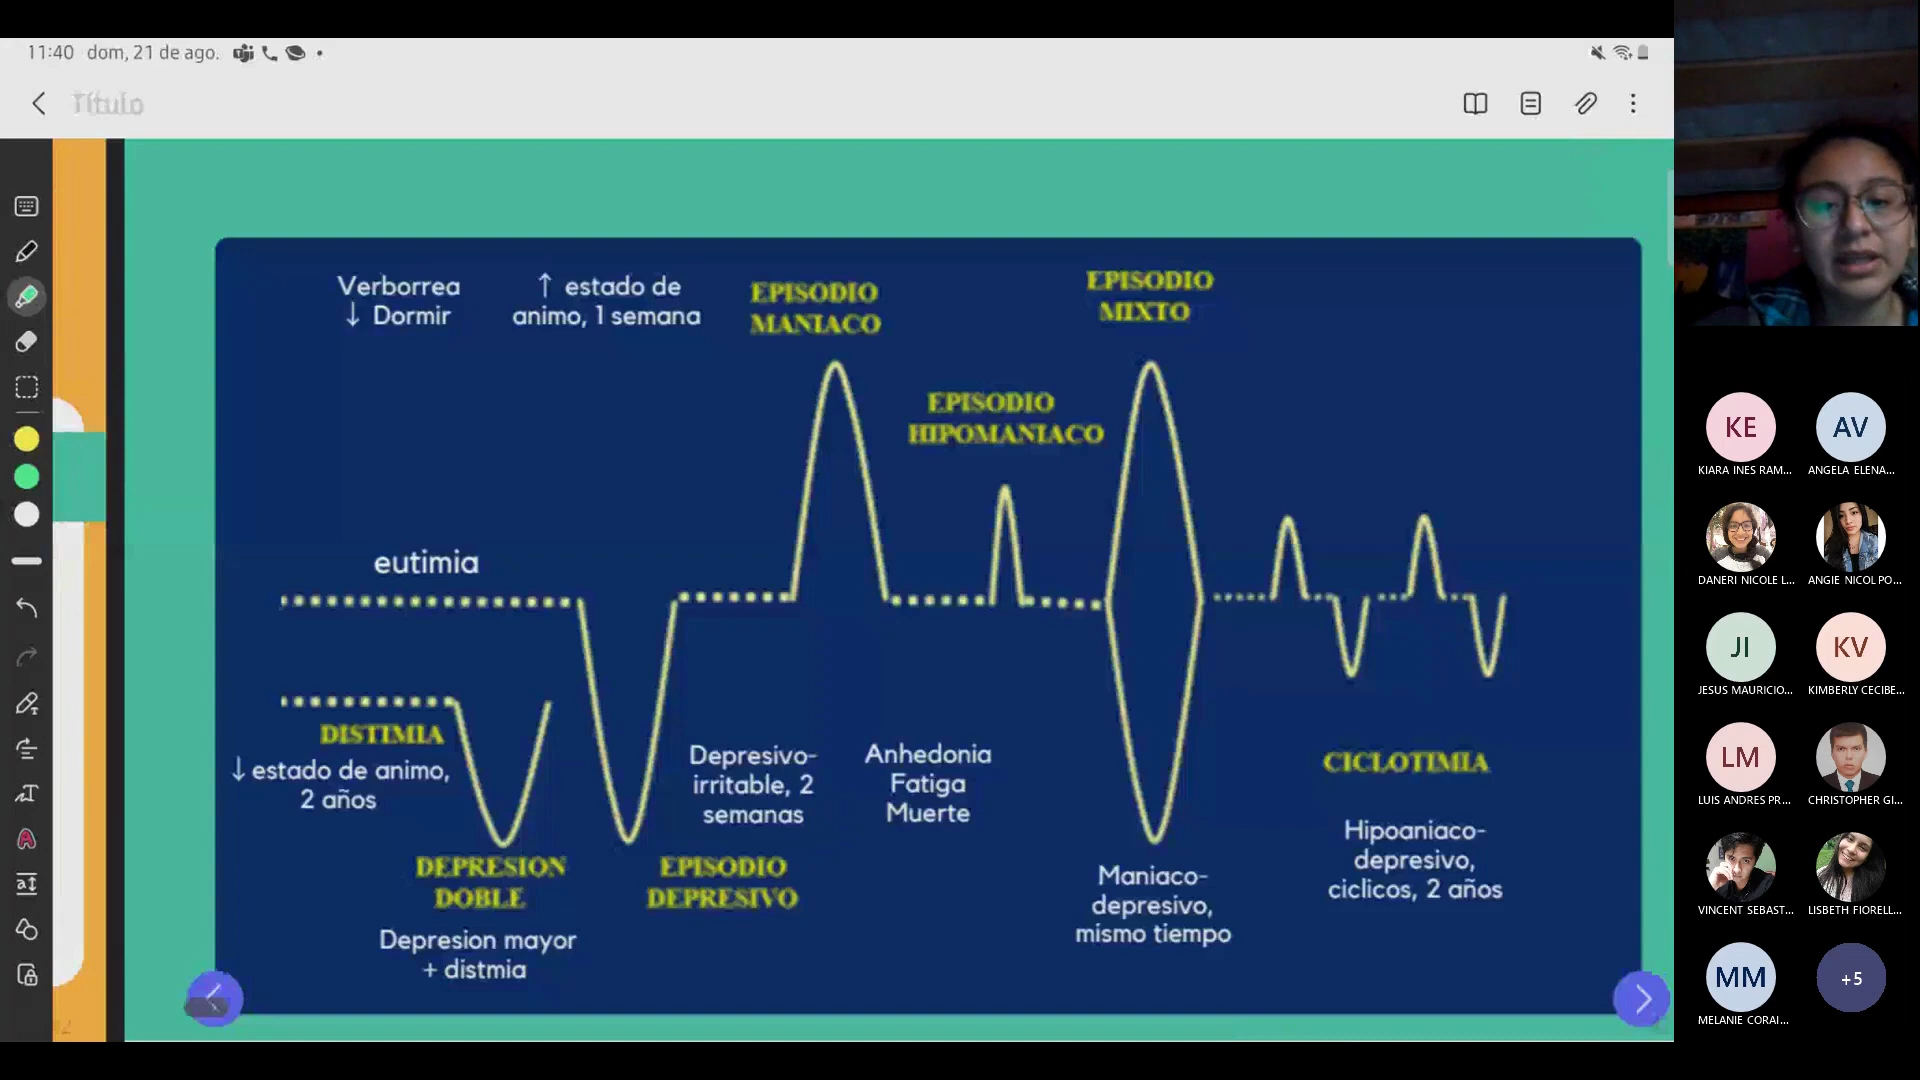 11:40 dom, 21 de ago.
Título
Verborrea
↓ Dormir
↑ estado de
animo, 1 semana
EPISODIO
MANIACO
EPISODIO
MIXTO
EPISODIO
HIPOMANIACO
eutimia
DISTIMIA
↓ estado de animo,
2 años
Depresivo-
irritable, 2
semanas
Anhedonia
Fatiga
Muerte
CICLOTIMIA
Hipoaniaco-
depresivo,
ciclicos, 2 años
DEPRESION
DOBLE
EPISODIO
DEPRESIVO
Maniaco-
depresivo,
mismo tiempo
Depresion mayor
+ distmia
KE
KIARA INES RAM...
AV
ANGELA ELENA...
DANERI NICOLE L...
ANGIE NICOL PO...
JI
JESUS MAURICIO...
KV
KIMBERLY CECIBE...
LM
LUIS ANDRES PR...
CHRISTOPHER GI...
VINCENT SEBAST...
LISBETH FIORELL...
MM
MELANIE CORAI...
+5